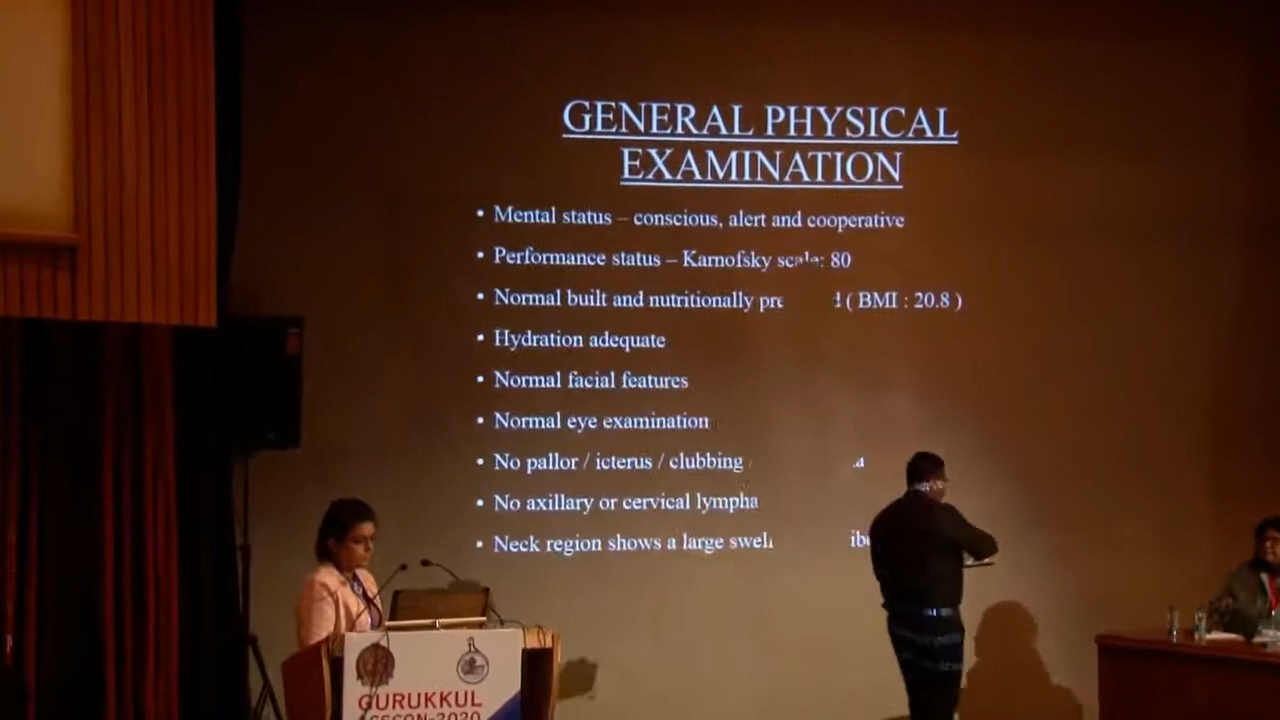 GENERAL PHYSICAL
EXAMINATION
• Mental status – conscious, alert and cooperative
• Performance status – Karnofsky scale: 80
• Normal built and nutritionally ( BMI : 20.8 )
• Hydration adequate
• Normal facial features
• Normal eye examination
• No pallor / icterus / clubbing
• No axillary or cervical
• Neck region shows a large
GURUKKUL